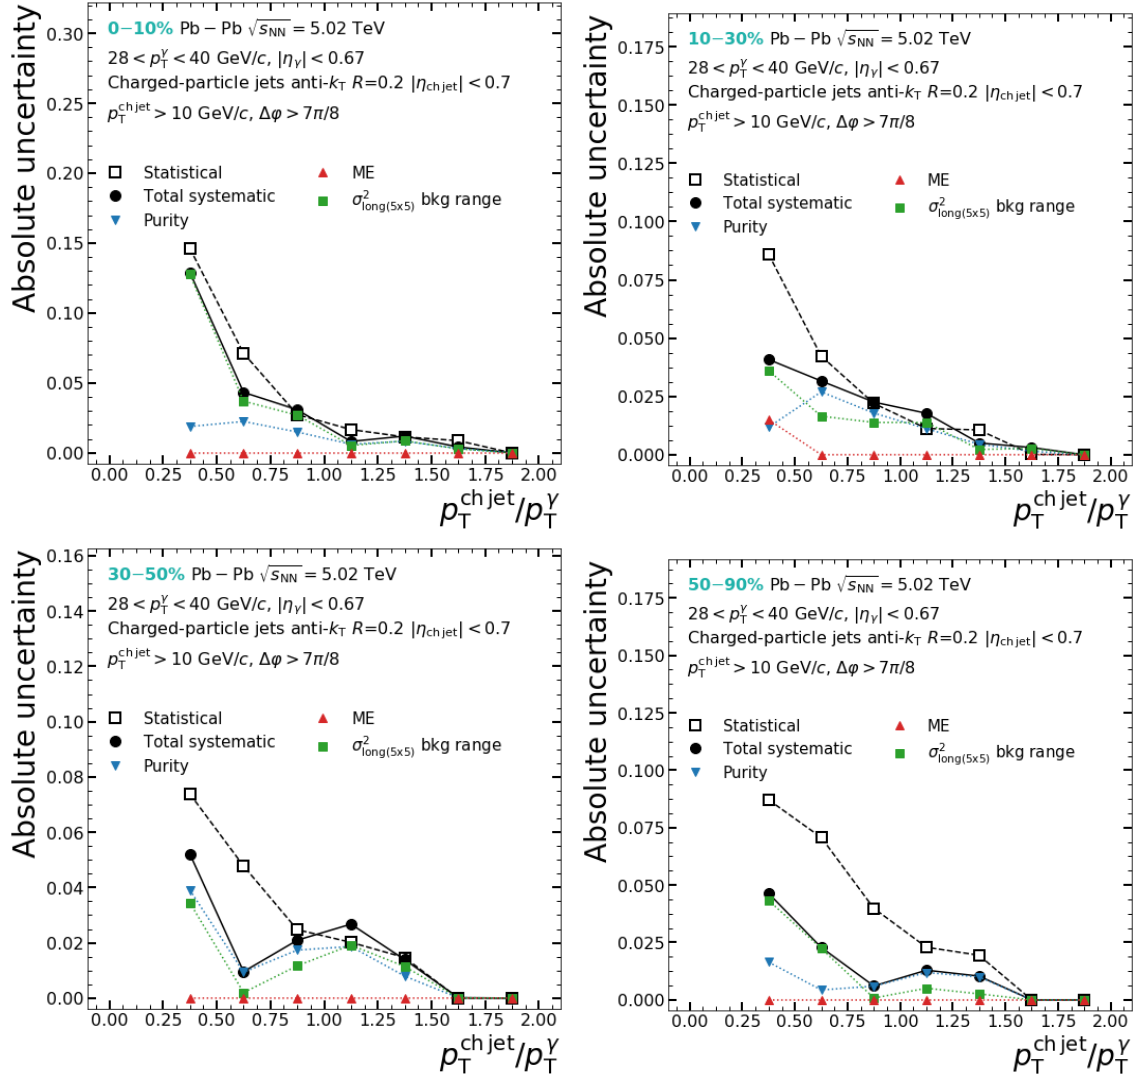 Absolute uncertainty
0−10% Pb − Pb √sNN = 5.02 TeV
28 < pTγ < 40 GeV/c, |ηγ| < 0.67
Charged-particle jets anti-kT R=0.2 |ηch jet| < 0.7
pTch jet > 10 GeV/c, Δφ > 7π/8
Statistical
Total systematic
Purity
ME
σ²long(5x5) bkg range
0.30
0.25
0.20
0.15
0.10
0.05
0.00
0.00 0.25 0.50 0.75 1.00 1.25 1.50 1.75 2.00
pTch jet/pTγ
Absolute uncertainty
10−30% Pb − Pb √sNN = 5.02 TeV
28 < pTγ < 40 GeV/c, |ηγ| < 0.67
Charged-particle jets anti-kT R=0.2 |ηch jet| < 0.7
pTch jet > 10 GeV/c, Δφ > 7π/8
Statistical
Total systematic
Purity
ME
σ²long(5x5) bkg range
0.175
0.150
0.125
0.100
0.075
0.050
0.025
0.000
0.00 0.25 0.50 0.75 1.00 1.25 1.50 1.75 2.00
pTch jet/pTγ
Absolute uncertainty
30−50% Pb − Pb √sNN = 5.02 TeV
28 < pTγ < 40 GeV/c, |ηγ| < 0.67
Charged-particle jets anti-kT R=0.2 |ηch jet| < 0.7
pTch jet > 10 GeV/c, Δφ > 7π/8
Statistical
Total systematic
Purity
ME
σ²long(5x5) bkg range
0.16
0.14
0.12
0.10
0.08
0.06
0.04
0.02
0.00
0.00 0.25 0.50 0.75 1.00 1.25 1.50 1.75 2.00
pTch jet/pTγ
Absolute uncertainty
50−90% Pb − Pb √sNN = 5.02 TeV
28 < pTγ < 40 GeV/c, |ηγ| < 0.67
Charged-particle jets anti-kT R=0.2 |ηch jet| < 0.7
pTch jet > 10 GeV/c, Δφ > 7π/8
Statistical
Total systematic
Purity
ME
σ²long(5x5) bkg range
0.175
0.150
0.125
0.100
0.075
0.050
0.025
0.000
0.00 0.25 0.50 0.75 1.00 1.25 1.50 1.75 2.00
pTch jet/pTγ